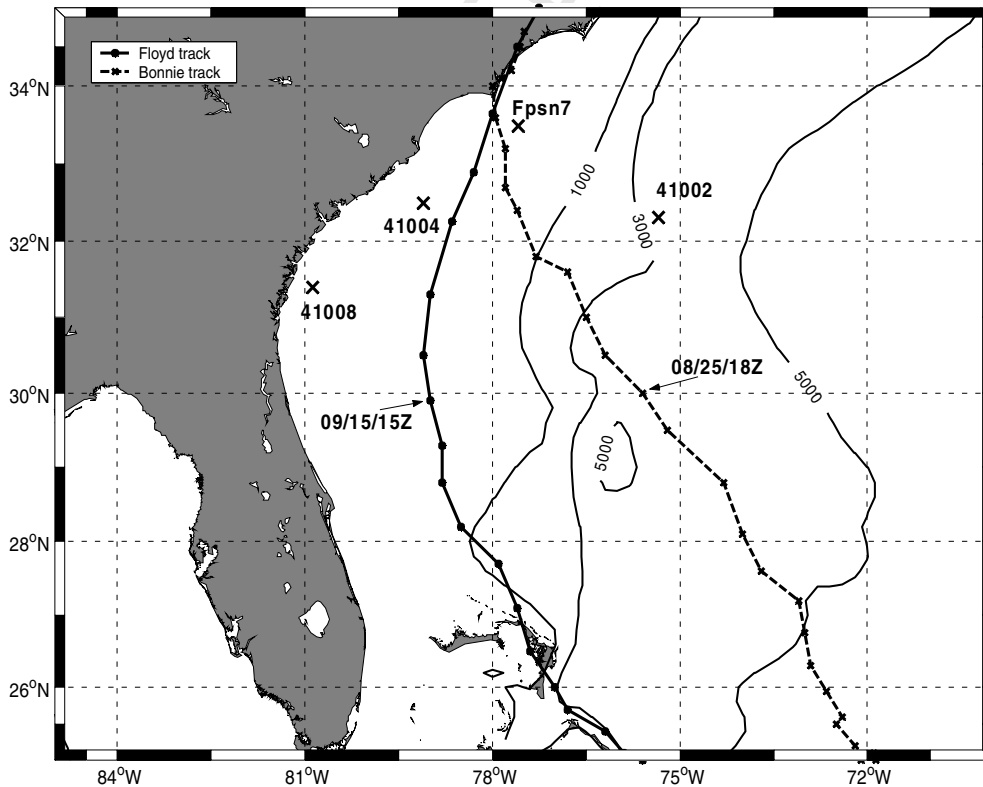 Floyd track
Bonnie track
34°N
32°N
30°N
28°N
26°N
Fpsn7
1000
41002
3000
41004
41008
08/25/18Z
5000
09/15/15Z
5000
84°W
81°W
78°W
75°W
72°W